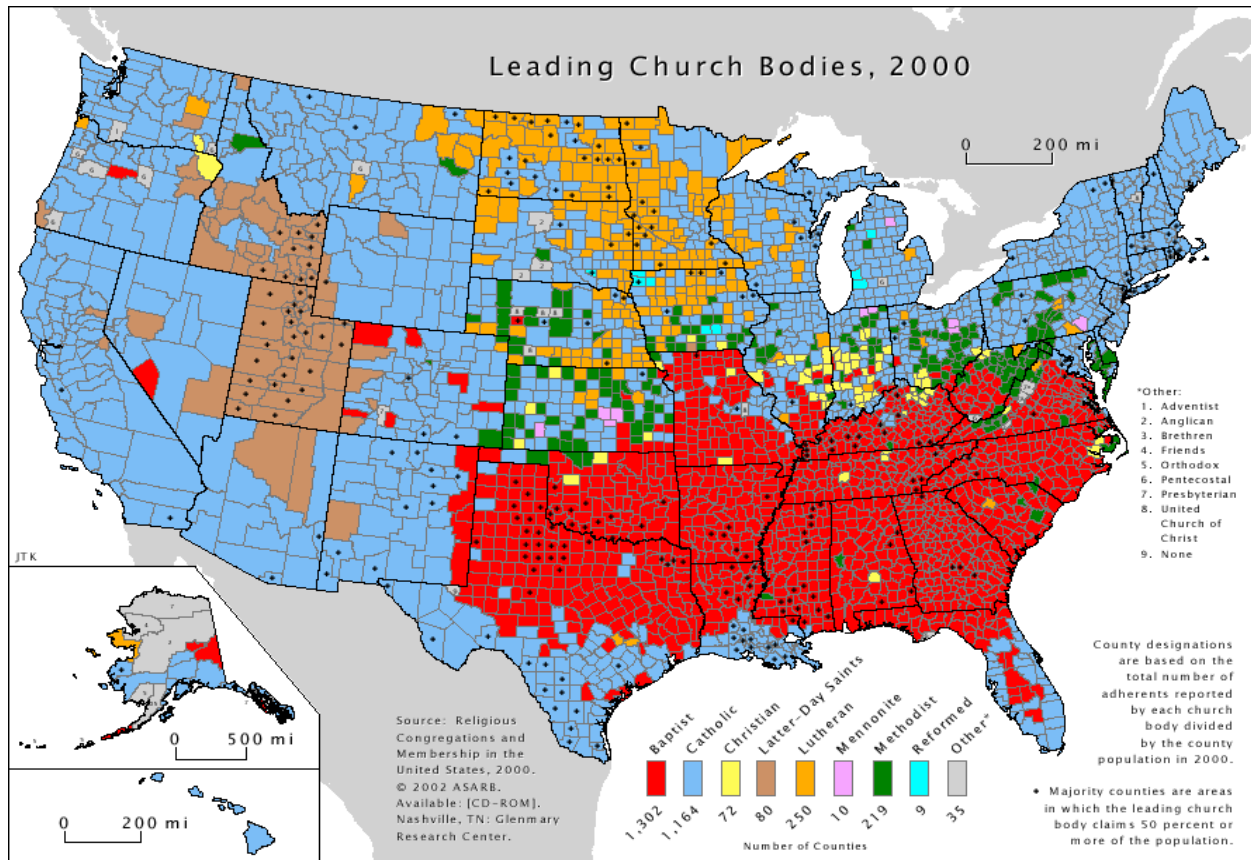 Leading Church Bodies, 2000
0 200 mi
*Other:
1. Adventist
2. Anglican
3. Brethren
4. Friends
5. Orthodox
6. Pentecostal
7. Presbyterian
8. United
Church of
Christ
9. None
JTK
0 500 mi
0 200 mi
Source: Religious
Congregations and
Membership in the
United States, 2000.
© 2002 ASARB.
Available: [CD-ROM].
Nashville, TN: Glenmary
Research Center.
Baptist
Catholic
Christian
Latter-Day Saints
Lutheran
Mennonite
Methodist
Reformed
Other*
1,302
1,164
72
80
250
10
219
9
35
Number of Counties
County designations
are based on the
total number of
adherents reported
by each church
body divided
by the county
population in 2000.
Majority counties are areas
in which the leading church
body claims 50 percent or
more of the population.